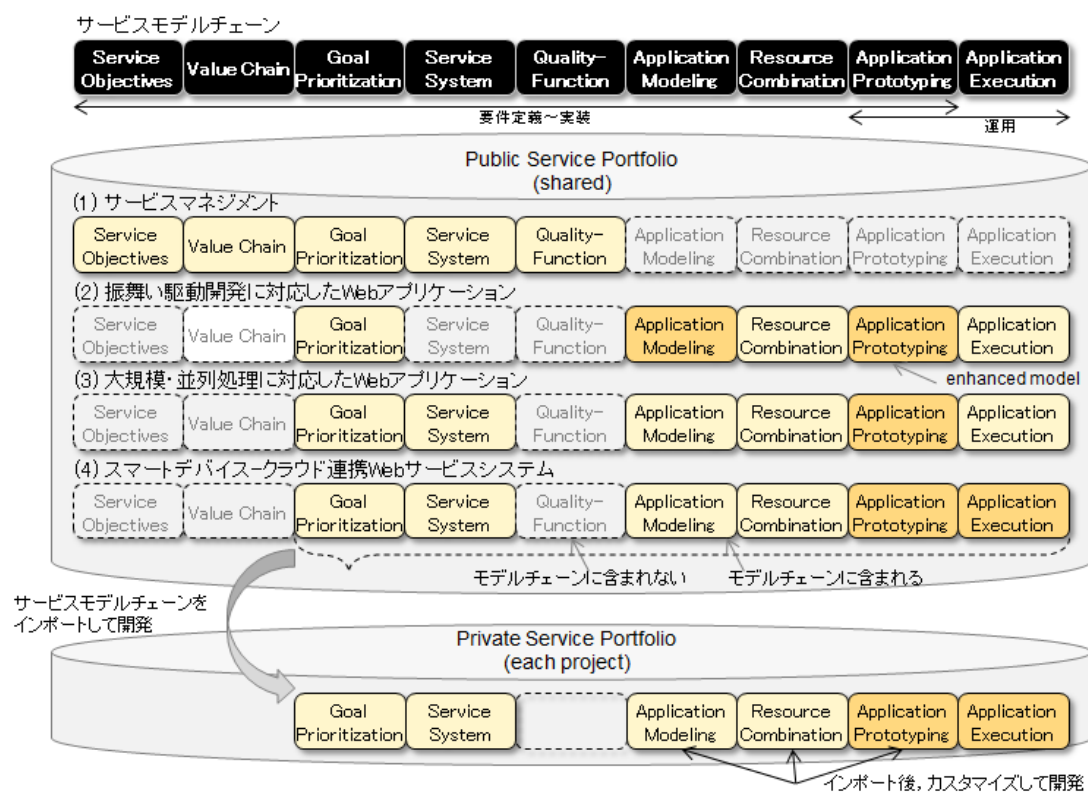 サービスモデルチェーン
Service Objectives
Value Chain
Goal Prioritization
Service System
Quality-Function
Application Modeling
Resource Combination
Application Prototyping
Application Execution
要件定義～実装
運用
Public Service Portfolio
(shared)
(1) サービスマネジメント
Service Objectives
Value Chain
Goal Prioritization
Service System
Quality-Function
Application Modeling
Resource Combination
Application Prototyping
Application Execution
(2) 振舞い駆動開発に対応したWebアプリケーション
Service Objectives
Value Chain
Goal Prioritization
Service System
Quality-Function
Application Modeling
Resource Combination
Application Prototyping
Application Execution
enhanced model
(3) 大規模・並列処理に対応したWebアプリケーション
Service Objectives
Value Chain
Goal Prioritization
Service System
Quality-Function
Application Modeling
Resource Combination
Application Prototyping
Application Execution
(4) スマートデバイス-クラウド連携Webサービスシステム
Service Objectives
Value Chain
Goal Prioritization
Service System
Quality-Function
Application Modeling
Resource Combination
Application Prototyping
Application Execution
モデルチェーンに含まれない
モデルチェーンに含まれる
サービスモデルチェーンを
インポートして開発
Private Service Portfolio
(each project)
Goal Prioritization
Service System
Application Modeling
Resource Combination
Application Prototyping
Application Execution
インポート後,カスタマイズして開発